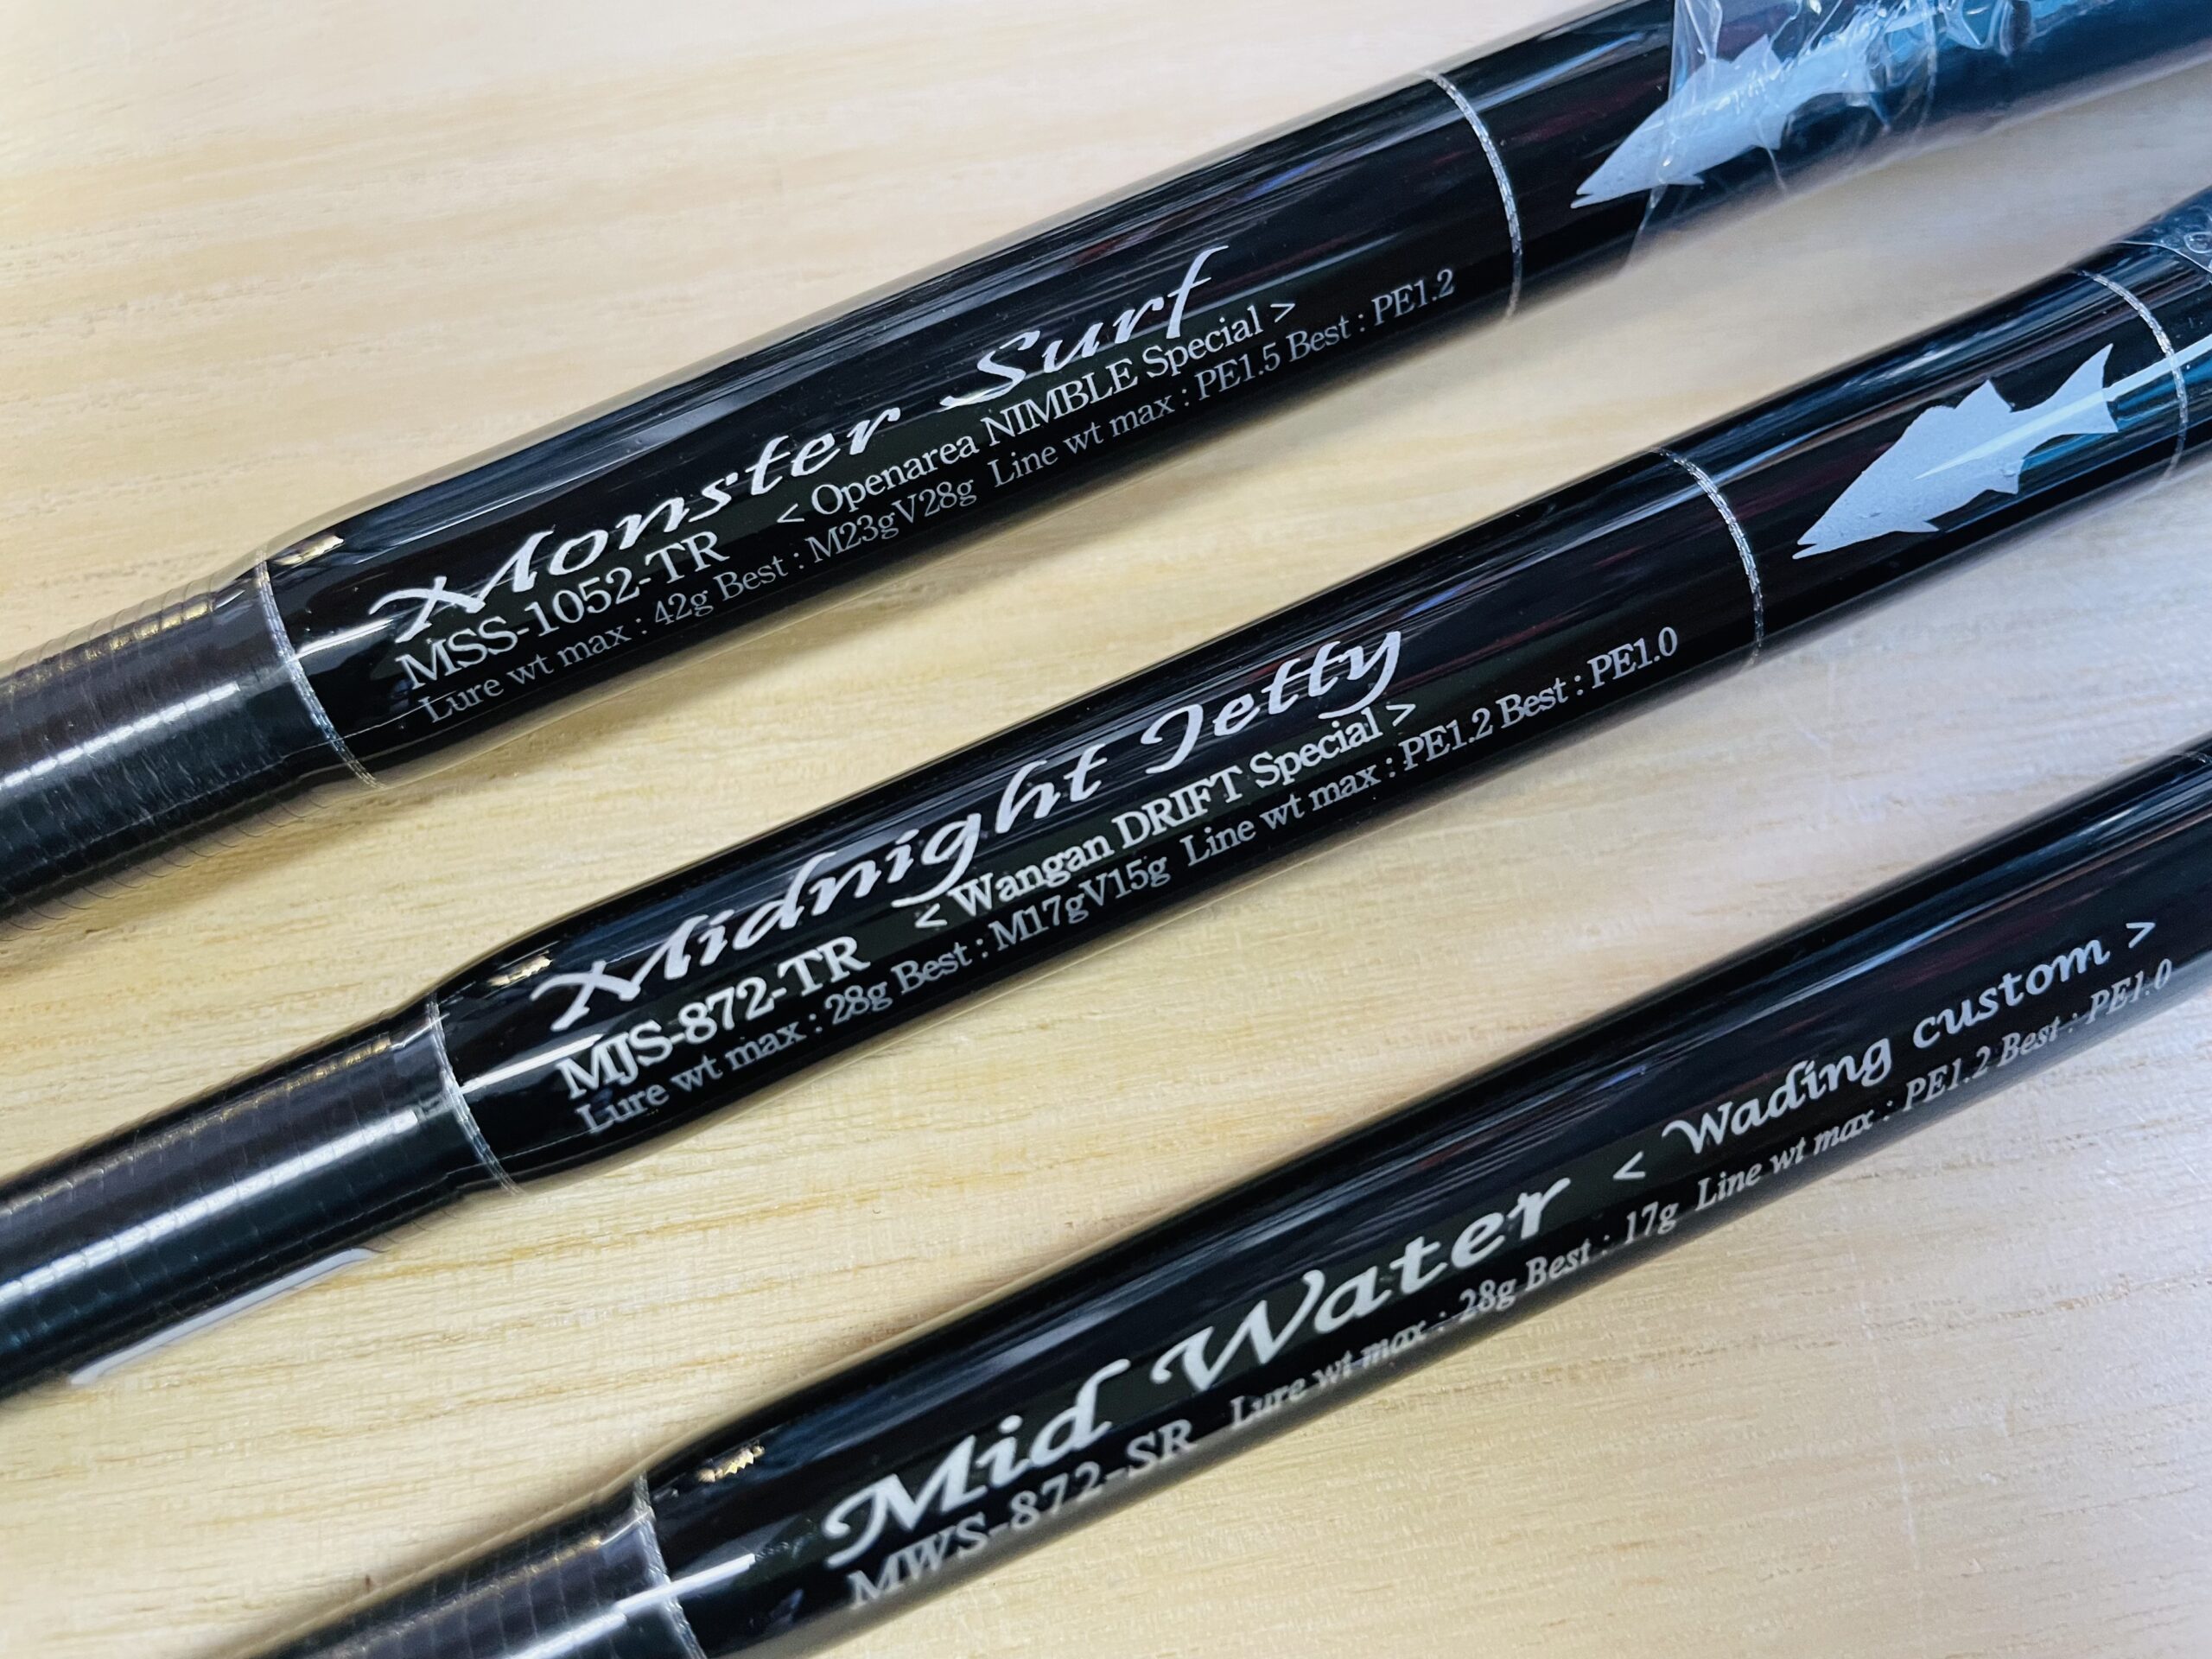 Monster Surf
MSS-1052-TR < Openarea NIMBLE Special >
Lure wt max : 42g Best : M23gV28g Line wt max : PE1.5 Best : PE1.2
Midnight Jetty
MJS-872-TR < Wangan DRIFT Special >
Lure wt max : 28g Best : M17gV15g Line wt max : PE1.2 Best : PE1.0
Mid Water < Wading custom >
MWS-872-SR Lure wt max : 28g Best : 17g Line wt max : PE1.2 Best : PE1.0